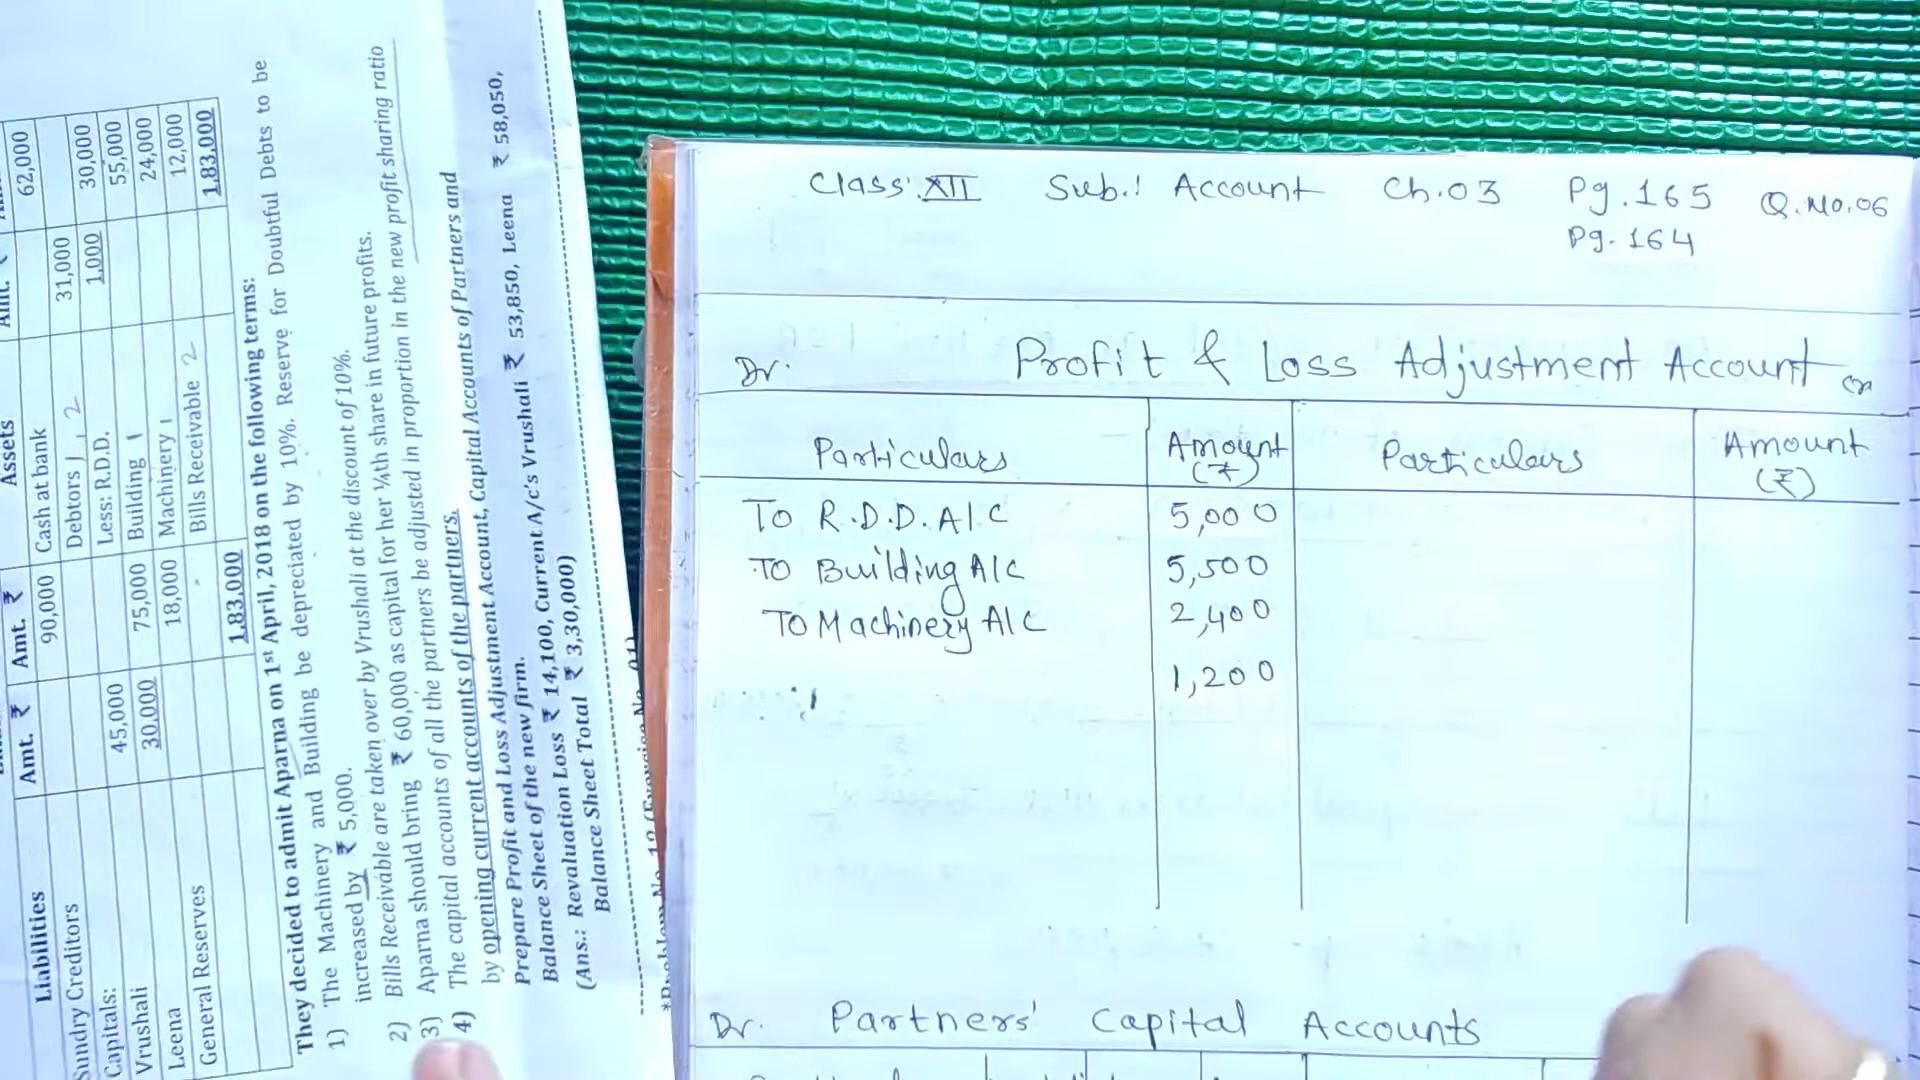 Assets
Liabilities Amt. ₹ Amt. ₹ Assets Amt. ₹
Sundry Creditors 90,000 Cash at bank 62,000
Capitals: Debtors 1, 2 31,000
Vrushali 45,000 Less: R.D.D. 1,000 30,000
Leena 30,000 75,000 Building 1 55,000
General Reserves 18,000 Machinery 1 24,000
Bills Receivable 2 12,000
1,83,000 1,83,000
They decided to admit Aparna on 1st April, 2018 on the following terms:
1) The Machinery and Building be depreciated by 10%. Reserve for Doubtful Debts to be
increased by ₹ 5,000.
2) Bills Receivable are taken over by Vrushali at the discount of 10%.
3) Aparna should bring ₹ 60,000 as capital for her ¼th share in future profits.
4) The capital accounts of all the partners be adjusted in proportion in the new profit sharing ratio
by opening current accounts of the partners.
Prepare Profit and Loss Adjustment Account, Capital Accounts of Partners and
Balance Sheet of the new firm.
(Ans.: Revaluation Loss ₹ 14,100, Current A/c's Vrushali ₹ 53,850, Leena ₹ 58,050,
Balance Sheet Total ₹ 3,30,000)
Class: XII Sub.: Account Ch.03 Pg.165 Q.No.06
Pg. 164
Dr. Profit & Loss Adjustment Account or
Particulars Amount (₹) Particulars Amount (₹)
To R.D.D. A/C 5,000
To Building A/C 5,500
To Machinery A/C 2,400
1,200
Dr. Partners' Capital Accounts